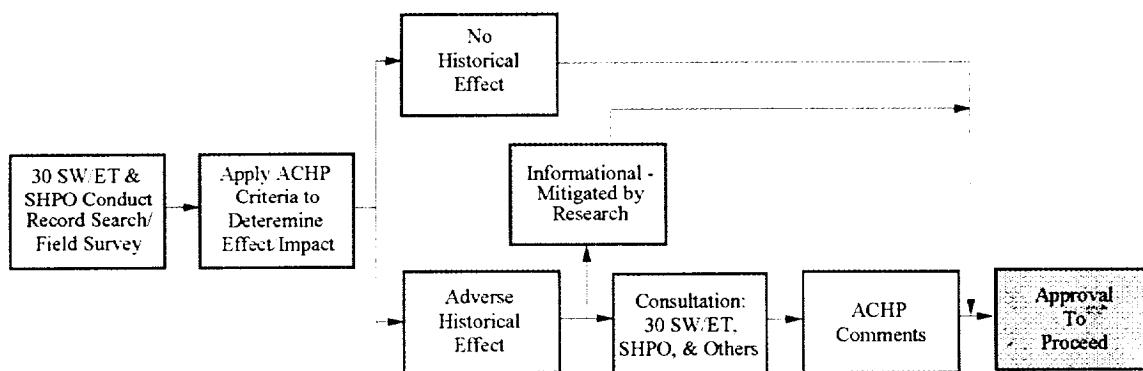 No
Historical
Effect
30 SW/ET &
SHPO Conduct
Record Search/
Field Survey
Apply ACHP
Criteria to
Deteremine
Effect Impact
Informational -
Mitigated by
Research
Adverse
Historical
Effect
Consultation:
30 SW/ET,
SHPO, & Others
ACHP
Comments
Approval
To
Proceed